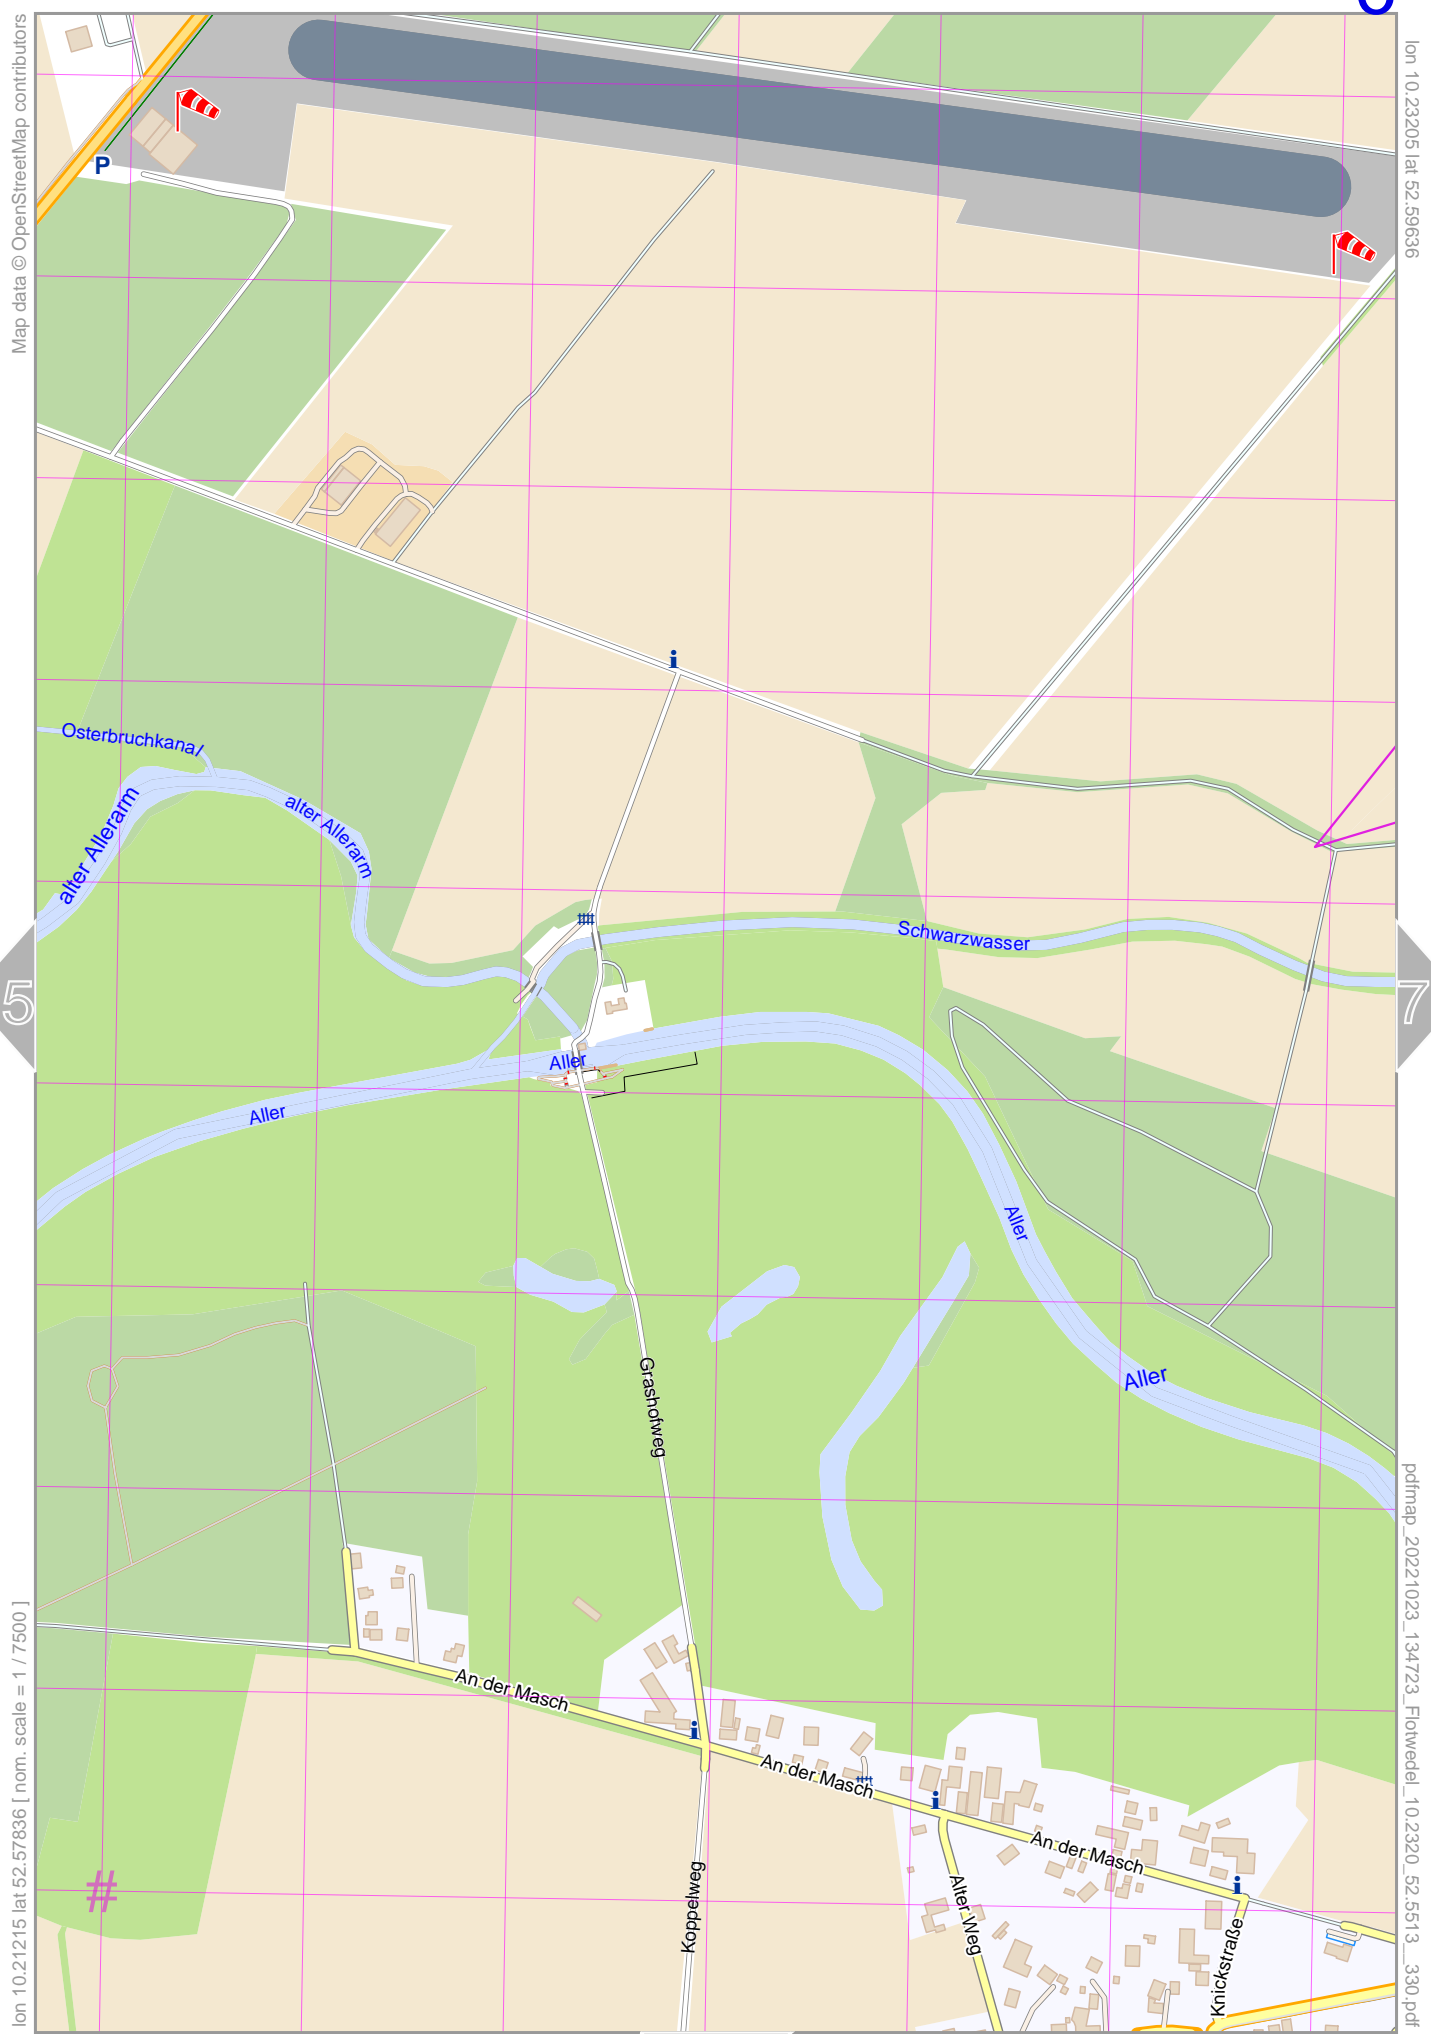 Map data © OpenStreetMap contributors
lon 10.23205 lat 52.59636
P
i
Osterbruchkanal
alter Allerarm
alter Allerarm
Schwarzwasser
5
7
Aller
Aller
Aller
Aller
Grashofweg
An der Masch
i
An der Masch
i
An der Masch
i
Alter Weg
Koppelweg
Knickstraße
#
lon 10.21215 lat 52.57836 [ nom. scale = 1 / 7500 ]
pdfmap_20221023_134723_Flotwedel_10.2320_52.5513__330.pdf